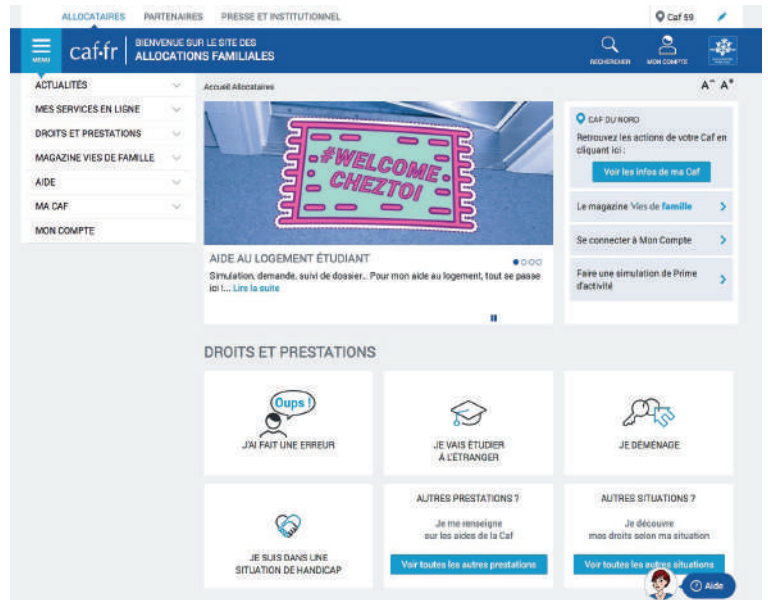 ALLOCATAIRES PARTENAIRES PRESSE ET INSTITUTIONNEL
Caf 59
MENU
caf·fr
BIENVENUE SUR LE SITE DES
ALLOCATIONS FAMILIALES
RECHERCHER
MON COMPTE
ACTUALITÉS
MES SERVICES EN LIGNE
DROITS ET PRESTATIONS
MAGAZINE VIES DE FAMILLE
AIDE
MA CAF
MON COMPTE
Accueil Allocataires
A⁻ A⁺
#WELCOME
CHEZTOI
AIDE AU LOGEMENT ÉTUDIANT
Simulation, demande, suivi de dossier... Pour mon aide au logement, tout se passe
ici !... Lire la suite
CAF DU NORD
Retrouvez les actions de votre Caf en
cliquant ici :
Voir les infos de ma Caf
Le magazine Vies de famille
Se connecter à Mon Compte
Faire une simulation de Prime
d'activité
DROITS ET PRESTATIONS
Oups !
J'AI FAIT UNE ERREUR
JE VAIS ÉTUDIER
À L'ÉTRANGER
JE DÉMÉNAGE
JE SUIS DANS UNE
SITUATION DE HANDICAP
AUTRES PRESTATIONS ?
Je me renseigne
sur les aides de la Caf
Voir toutes les autres prestations
AUTRES SITUATIONS ?
Je découvre
mes droits selon ma situation
Voir toutes les autres situations
Aide